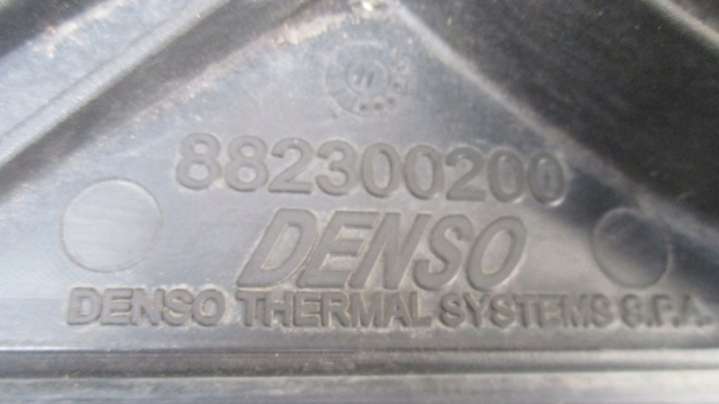 882300200
DENSO
DENSO THERMAL SYSTEMS S.P.A.